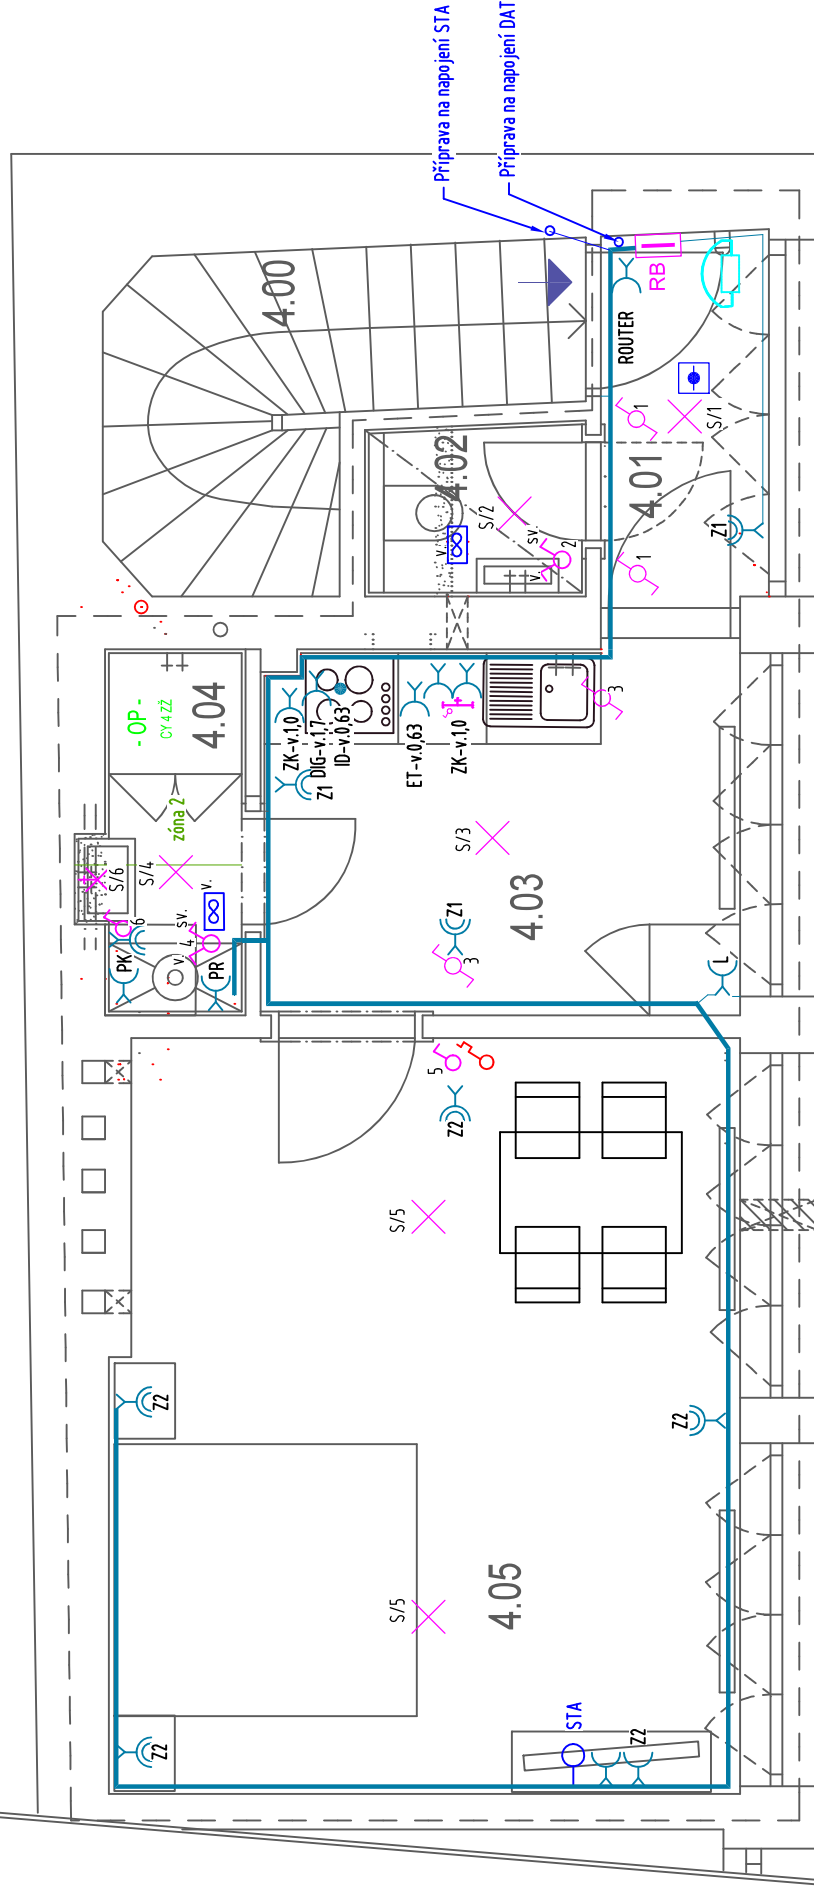 Příprava na napojení STA
Příprava na napojení DAT
4.00
RB
ROUTER
1
S/1
4.02
4.01
S/2
v.
sv.
2
v.
1
Z1
- OP -
CY 4 ZŽ
4.04
3
ZK-v.1,0
DIG-v.1,7
ID-v.0,63
ET-v.0,63
ZK-v.1,0
Z1
zóna 2
S/3
S/6
S/4
v.
sv.
6
4
v.
PK
PR
Z1
4.03
3
L
5
Z2
S/5
Z2
Z2
S/5
4.05
STA
Z2
Z2